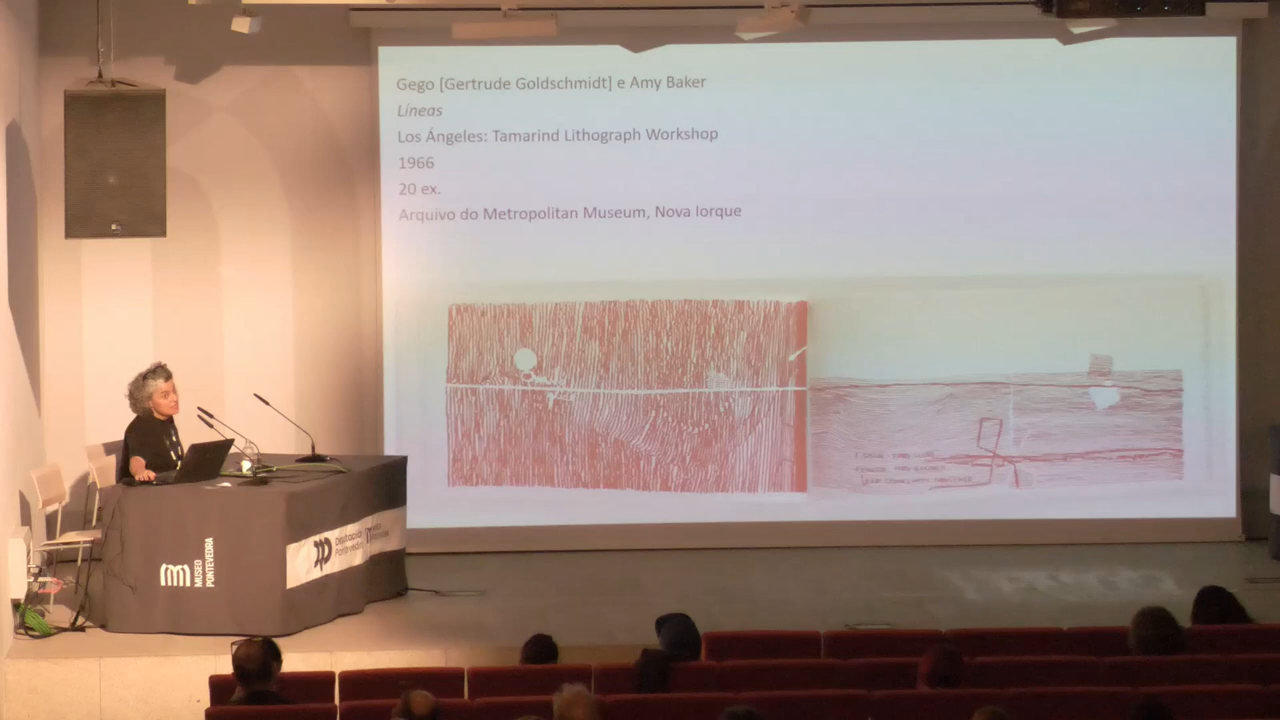 Gego [Gertrude Goldschmidt] e Amy Baker
Líneas
Los Ángeles: Tamarind Lithograph Workshop
1966
20 ex.
Arquivo do Metropolitan Museum, Nova Iorque
MUSEO
PONTEVEDRA
Deputación
Pontevedra